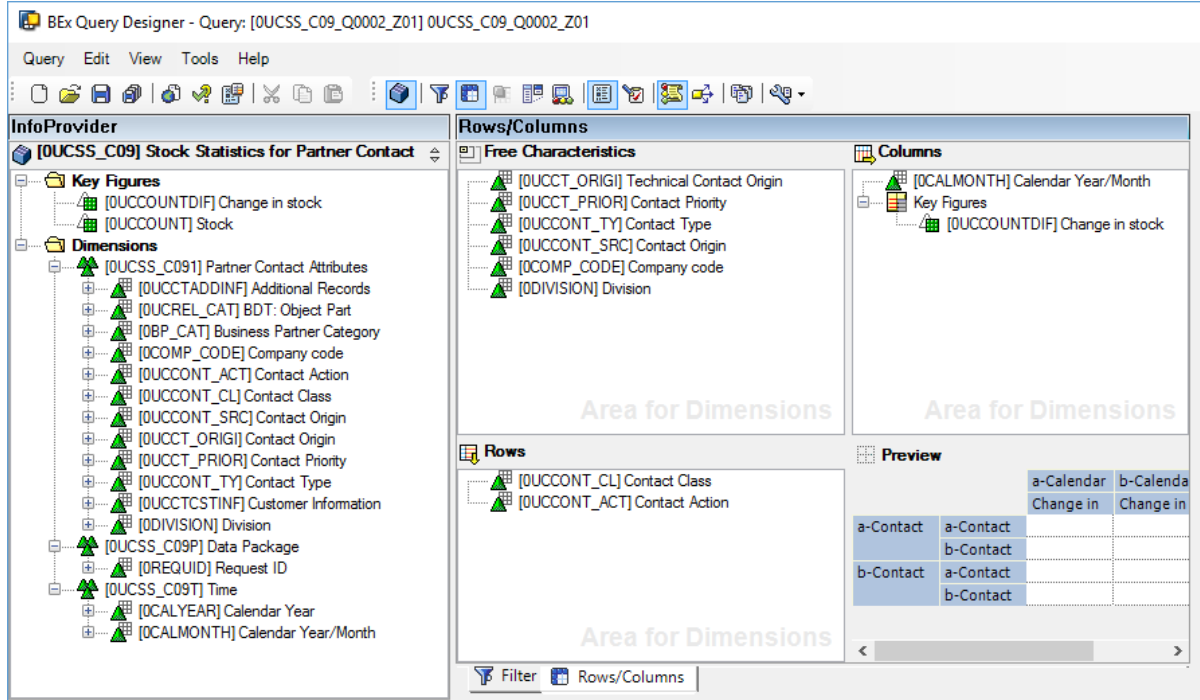 BEx Query Designer - Query: [0UCSS_C09_Q0002_Z01] 0UCSS_C09_Q0002_Z01
Query Edit View Tools Help
InfoProvider
[0UCSS_C09] Stock Statistics for Partner Contact
Key Figures
[0UCCOUNTDIF] Change in stock
[0UCCOUNT] Stock
Dimensions
[0UCSS_C091] Partner Contact Attributes
[0UCCTADDINF] Additional Records
[0UCREL_CAT] BDT: Object Part
[0BP_CAT] Business Partner Category
[0COMP_CODE] Company code
[0UCCONT_ACT] Contact Action
[0UCCONT_CL] Contact Class
[0UCCONT_SRC] Contact Origin
[0UCCT_ORIGI] Contact Origin
[0UCCT_PRIOR] Contact Priority
[0UCCONT_TY] Contact Type
[0UCCTCSTINF] Customer Information
[0DIVISION] Division
[0UCSS_C09P] Data Package
[0REQUID] Request ID
[0UCSS_C09T] Time
[0CALYEAR] Calendar Year
[0CALMONTH] Calendar Year/Month
Rows/Columns
Free Characteristics
[0UCCT_ORIGI] Technical Contact Origin
[0UCCT_PRIOR] Contact Priority
[0UCCONT_TY] Contact Type
[0UCCONT_SRC] Contact Origin
[0COMP_CODE] Company code
[0DIVISION] Division
Area for Dimensions
Columns
[0CALMONTH] Calendar Year/Month
Key Figures
[0UCCOUNTDIF] Change in stock
Area for Dimensions
Rows
[0UCCONT_CL] Contact Class
[0UCCONT_ACT] Contact Action
Area for Dimensions
Preview
a-Calendar b-Calenda
Change in Change in
a-Contact a-Contact
b-Contact
b-Contact a-Contact
b-Contact
Filter Rows/Columns